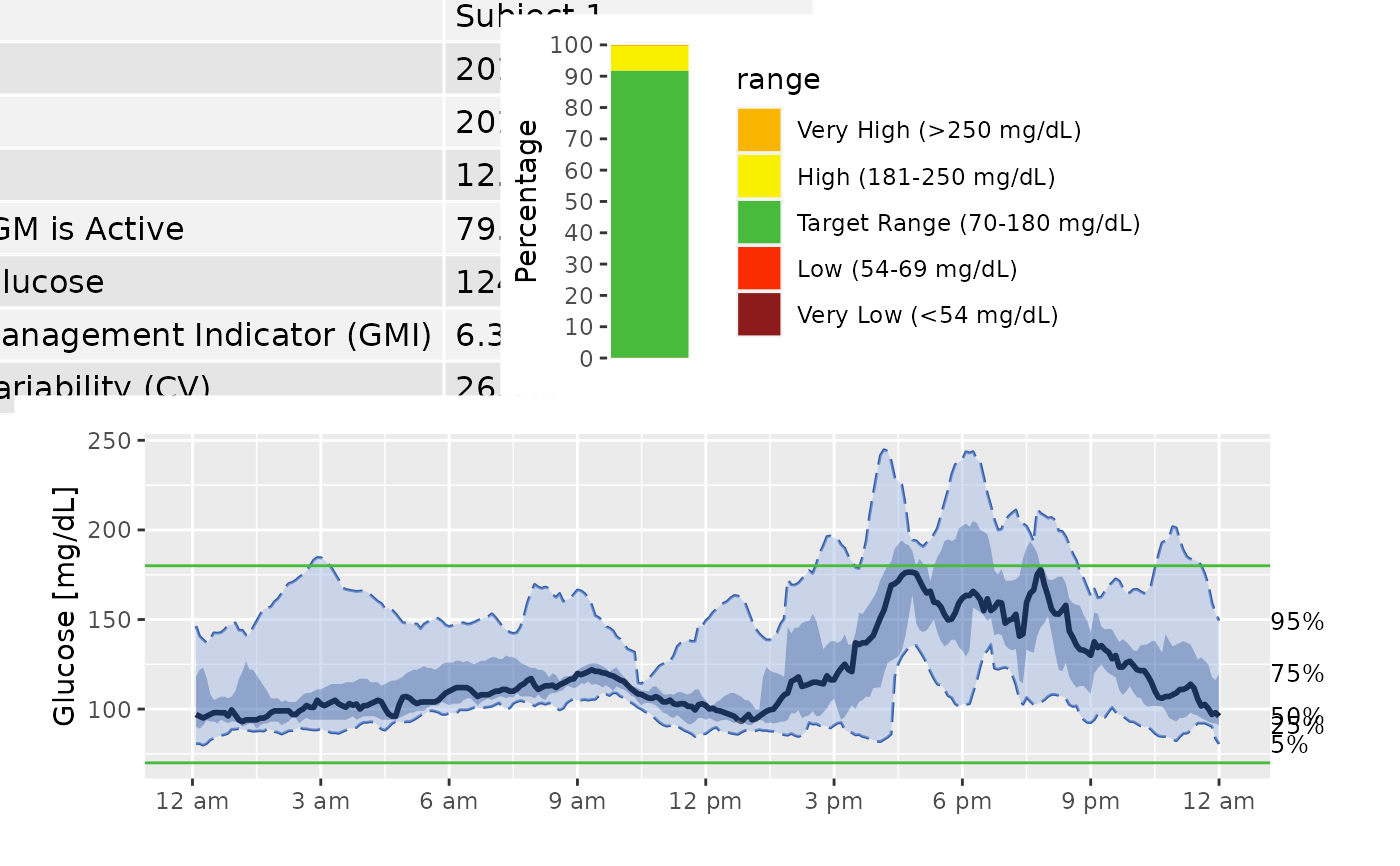 Subject 1
GM is Active 79.
lucose
anagement Indicator (GMI) 6.3
ariability (CV) 26
12.
Percentage
100
90
80
70
60
50
40
30
20
10
0
range
Very High (>250 mg/dL)
High (181-250 mg/dL)
Target Range (70-180 mg/dL)
Low (54-69 mg/dL)
Very Low (<54 mg/dL)
Glucose [mg/dL]
250
200
150
100
95%
75%
50%
25%
5%
12 am 3 am 6 am 9 am 12 pm 3 pm 6 pm 9 pm 12 am